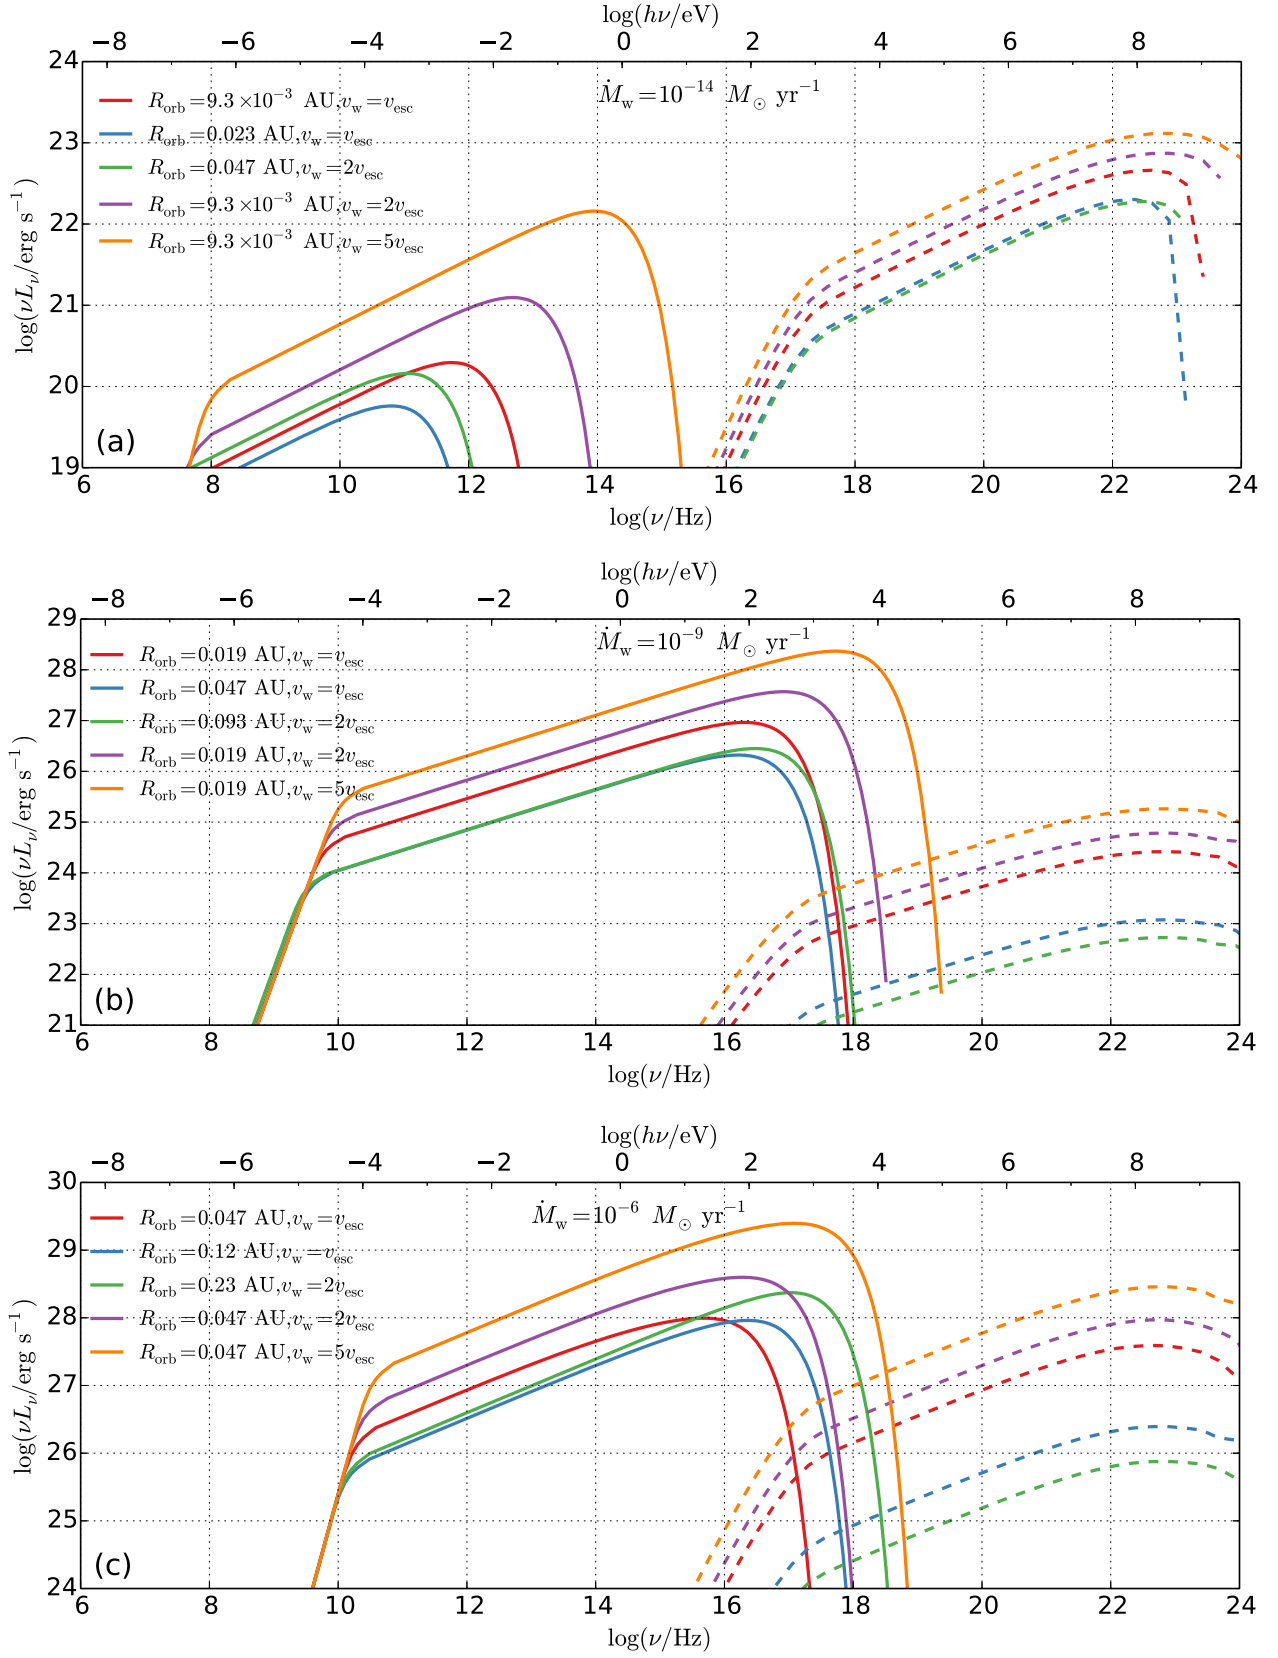 log(hν/eV)
−8 −6 −4 −2 0 2 4 6 8
Ṁw=10−14 M⊙ yr−1
Rorb=9.3×10−3 AU,vw=vesc
Rorb=0.023 AU,vw=vesc
Rorb=0.047 AU,vw=2vesc
Rorb=9.3×10−3 AU,vw=2vesc
Rorb=9.3×10−3 AU,vw=5vesc
24
23
22
21
20
19
log(νLν/erg s−1)
(a)
6 8 10 12 14 16 18 20 22 24
log(ν/Hz)
log(hν/eV)
−8 −6 −4 −2 0 2 4 6 8
Ṁw=10−9 M⊙ yr−1
Rorb=0.019 AU,vw=vesc
Rorb=0.047 AU,vw=vesc
Rorb=0.093 AU,vw=2vesc
Rorb=0.019 AU,vw=2vesc
Rorb=0.019 AU,vw=5vesc
29
28
27
26
25
24
23
22
21
log(νLν/erg s−1)
(b)
6 8 10 12 14 16 18 20 22 24
log(ν/Hz)
log(hν/eV)
−8 −6 −4 −2 0 2 4 6 8
Ṁw=10−6 M⊙ yr−1
Rorb=0.047 AU,vw=vesc
Rorb=0.12 AU,vw=vesc
Rorb=0.23 AU,vw=2vesc
Rorb=0.047 AU,vw=2vesc
Rorb=0.047 AU,vw=5vesc
30
29
28
27
26
25
24
log(νLν/erg s−1)
(c)
6 8 10 12 14 16 18 20 22 24
log(ν/Hz)